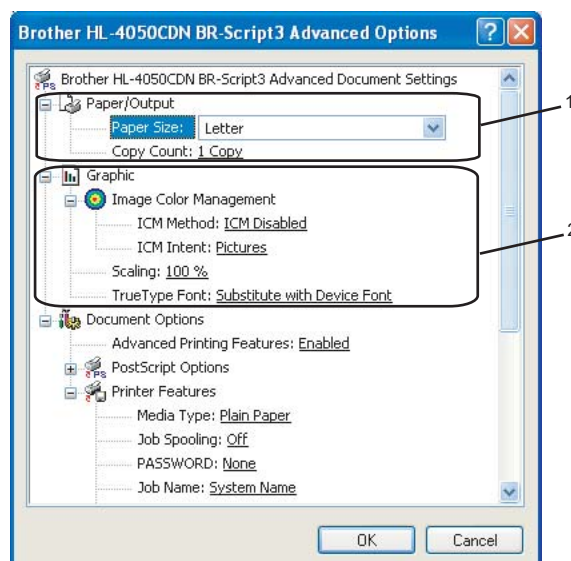 Brother HL-4050CDN BR-Script3 Advanced Options
Brother HL-4050CDN BR-Script3 Advanced Document Settings
Paper/Output
1
Paper Size: Letter
Copy Count: 1 Copy
Graphic
Image Color Management
2
ICM Method: ICM Disabled
ICM Intent: Pictures
Scaling: 100 %
TrueType Font: Substitute with Device Font
Document Options
Advanced Printing Features: Enabled
PostScript Options
Printer Features
Media Type: Plain Paper
Job Spooling: Off
PASSWORD: None
Job Name: System Name
OK Cancel